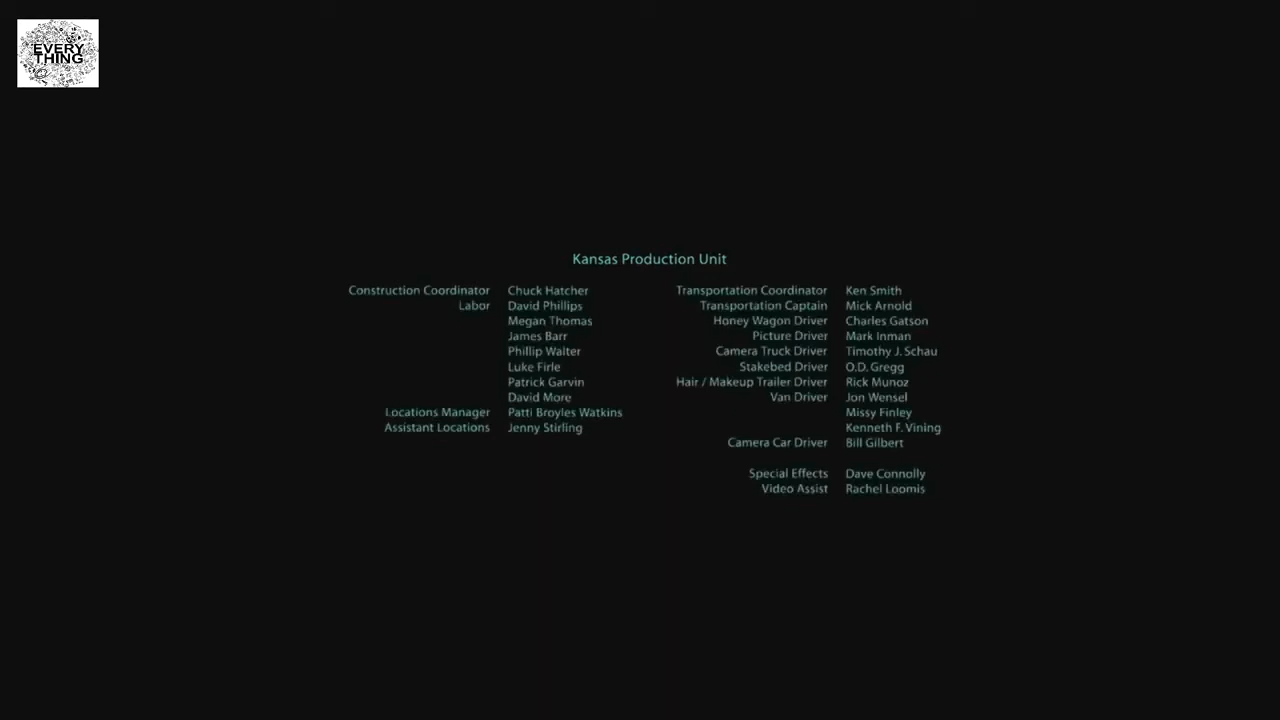 EVERY
THING
Kansas Production Unit
Construction Coordinator Chuck Hatcher
Labor David Phillips
Megan Thomas
James Barr
Phillip Walter
Luke Firle
Patrick Garvin
David More
Locations Manager Patti Broyles Watkins
Assistant Locations Jenny Stirling
Transportation Coordinator Ken Smith
Transportation Captain Mick Arnold
Honey Wagon Driver Charles Gatson
Picture Driver Mark Inman
Camera Truck Driver Timothy J. Schau
Stakebed Driver O.D. Gregg
Hair / Makeup Trailer Driver Rick Munoz
Van Driver Jon Wensel
Missy Finley
Kenneth F. Vining
Camera Car Driver Bill Gilbert
Special Effects Dave Connolly
Video Assist Rachel Loomis